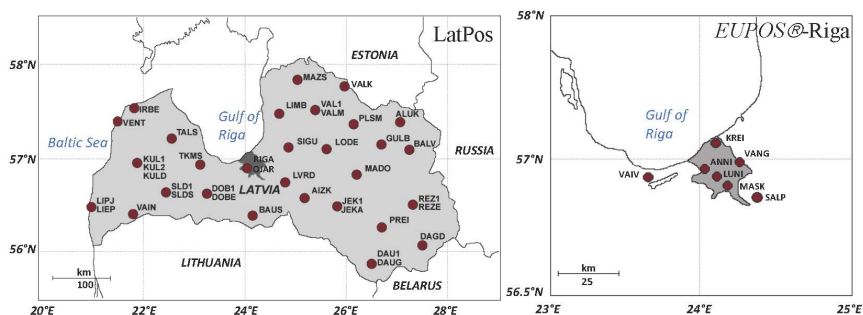 LatPos
58°N
57°N
56°N
20°E
22°E
24°E
26°E
28°E
ESTONIA
RUSSIA
BELARUS
LITHUANIA
LATVIA
Baltic Sea
Gulf of
Riga
km
100
MAZS
VALK
IRBE
VENT
LIMB
VAL1
VALM
PLSM
ALUK
TALS
SIGU
LODE
GULB
BALV
KUL1
KUL2
KULD
TKMS
RIGA
OJAR
MADO
LVRD
SLD1
SLDS
DOB1
DOBE
AIZK
JEK1
JEKA
REZ1
REZE
LIPJ
LIEP
VAIN
BAUS
PREI
DAGD
DAU1
DAUG
EUPOS®-Riga
58°N
57°N
56.5°N
23°E
24°E
25°E
Gulf of
Riga
KREI
VANG
ANNI
LUNI
VAIV
MASK
SALP
km
25